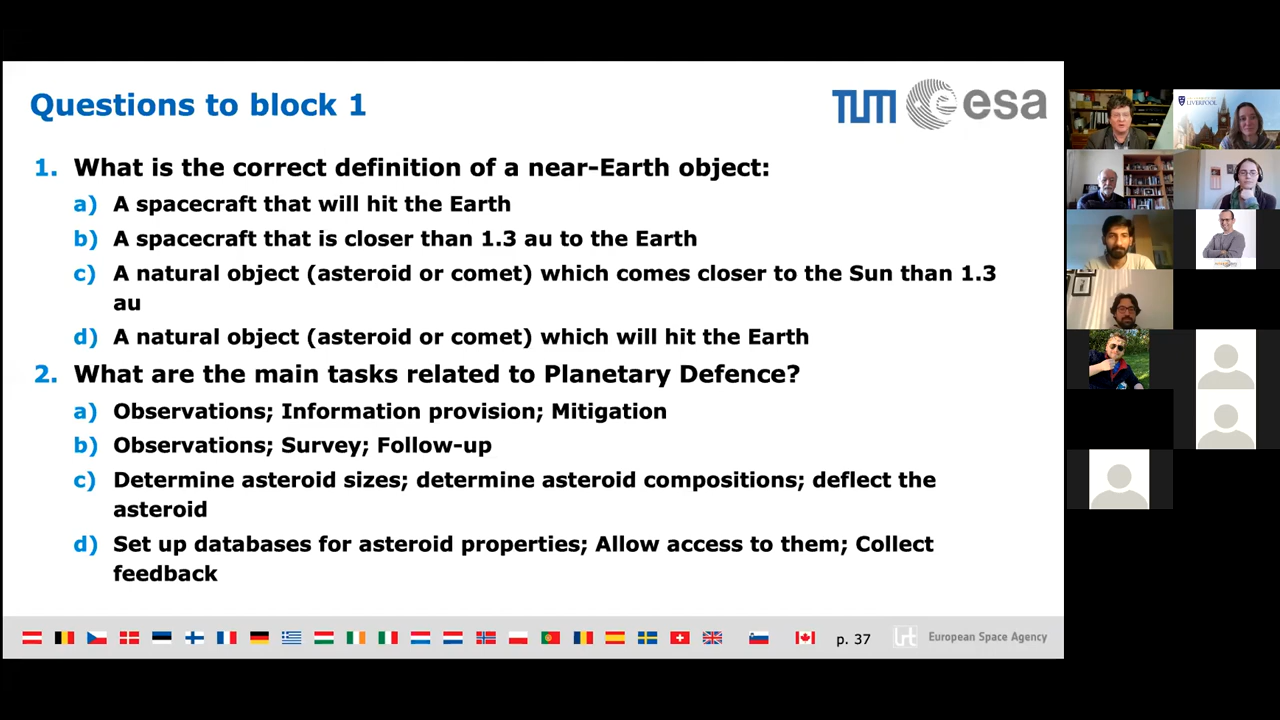 Questions to block 1
TUM esa
1. What is the correct definition of a near-Earth object:
a) A spacecraft that will hit the Earth
b) A spacecraft that is closer than 1.3 au to the Earth
c) A natural object (asteroid or comet) which comes closer to the Sun than 1.3
au
d) A natural object (asteroid or comet) which will hit the Earth
2. What are the main tasks related to Planetary Defence?
a) Observations; Information provision; Mitigation
b) Observations; Survey; Follow-up
c) Determine asteroid sizes; determine asteroid compositions; deflect the
asteroid
d) Set up databases for asteroid properties; Allow access to them; Collect
feedback
p. 37
lrt
European Space Agency
LIVERPOOL